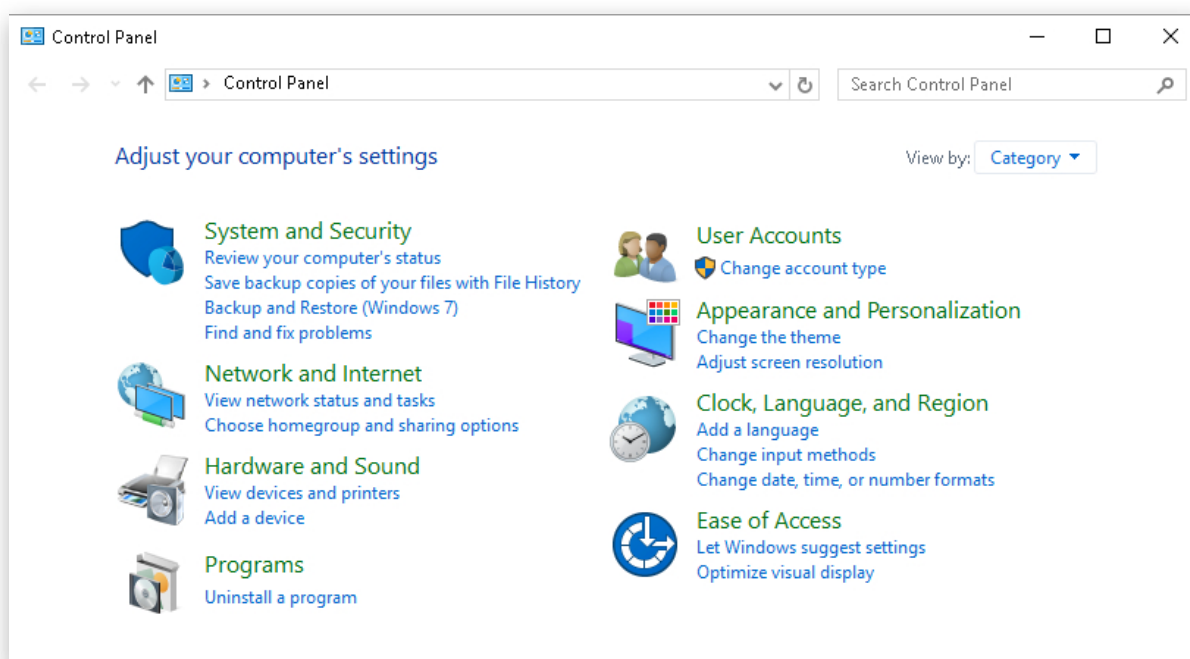 Control Panel
Control Panel
Search Control Panel
Adjust your computer's settings
View by: Category
System and Security
Review your computer's status
Save backup copies of your files with File History
Backup and Restore (Windows 7)
Find and fix problems
Network and Internet
View network status and tasks
Choose homegroup and sharing options
Hardware and Sound
View devices and printers
Add a device
Programs
Uninstall a program
User Accounts
Change account type
Appearance and Personalization
Change the theme
Adjust screen resolution
Clock, Language, and Region
Add a language
Change input methods
Change date, time, or number formats
Ease of Access
Let Windows suggest settings
Optimize visual display